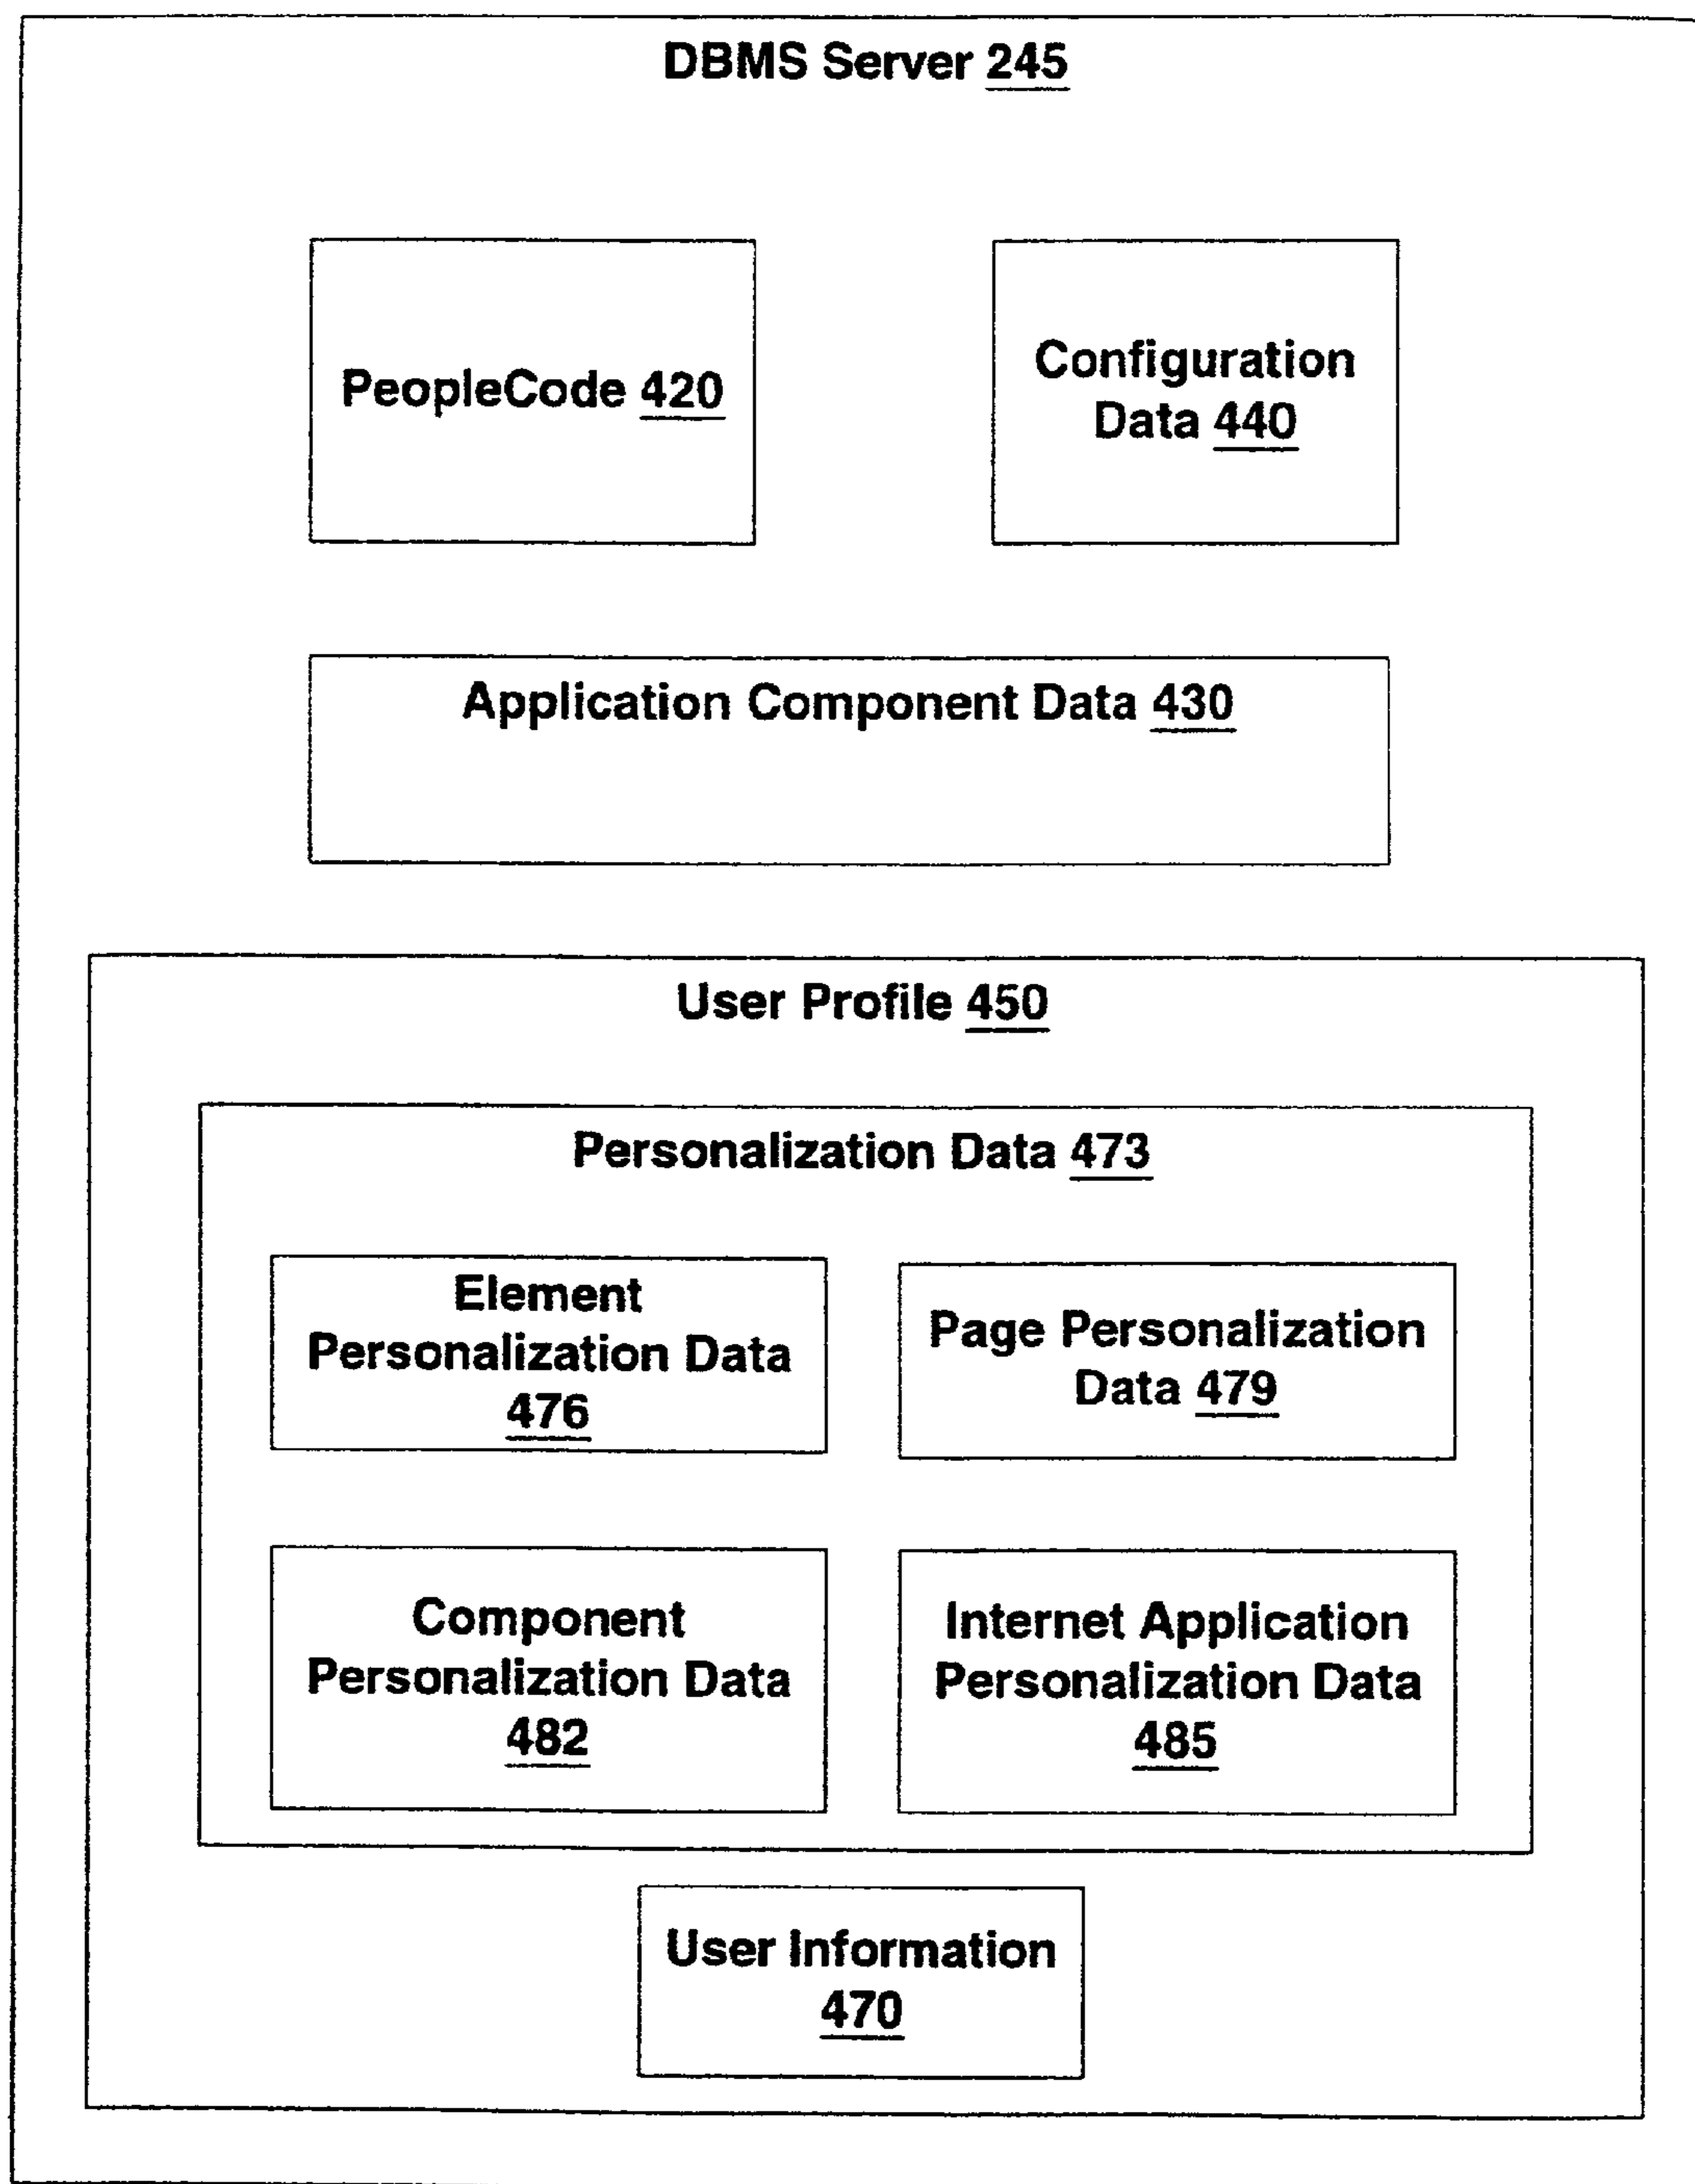 DBMS Server 245
PeopleCode 420
Configuration
Data 440
Application Component Data 430
User Profile 450
Personalization Data 473
Element
Personalization Data
476
Page Personalization
Data 479
Component
Personalization Data
482
Internet Application
Personalization Data
485
User Information
470